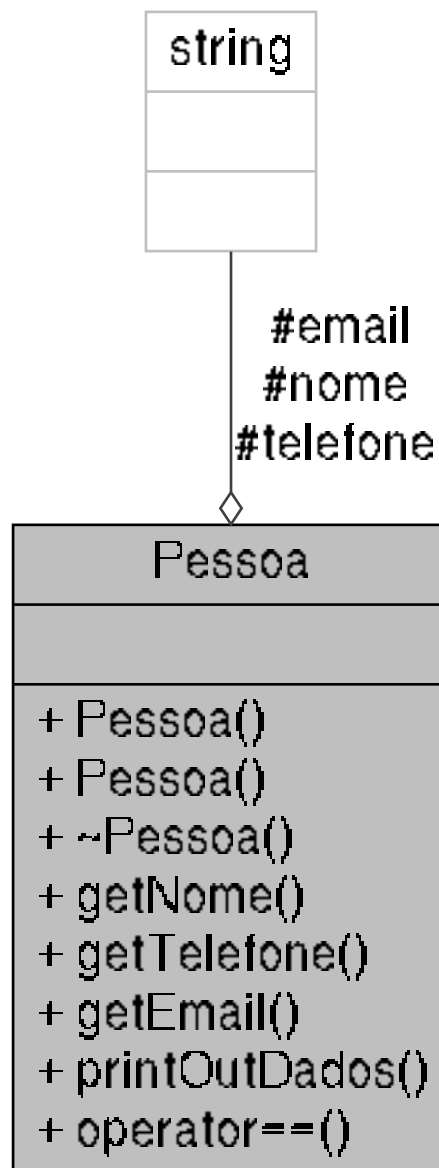 string
#email
#nome
#telefone
Pessoa
+ Pessoa()
+ Pessoa()
+ ~Pessoa()
+ getNome()
+ getTelefone()
+ getEmail()
+ printOutDados()
+ operator==()